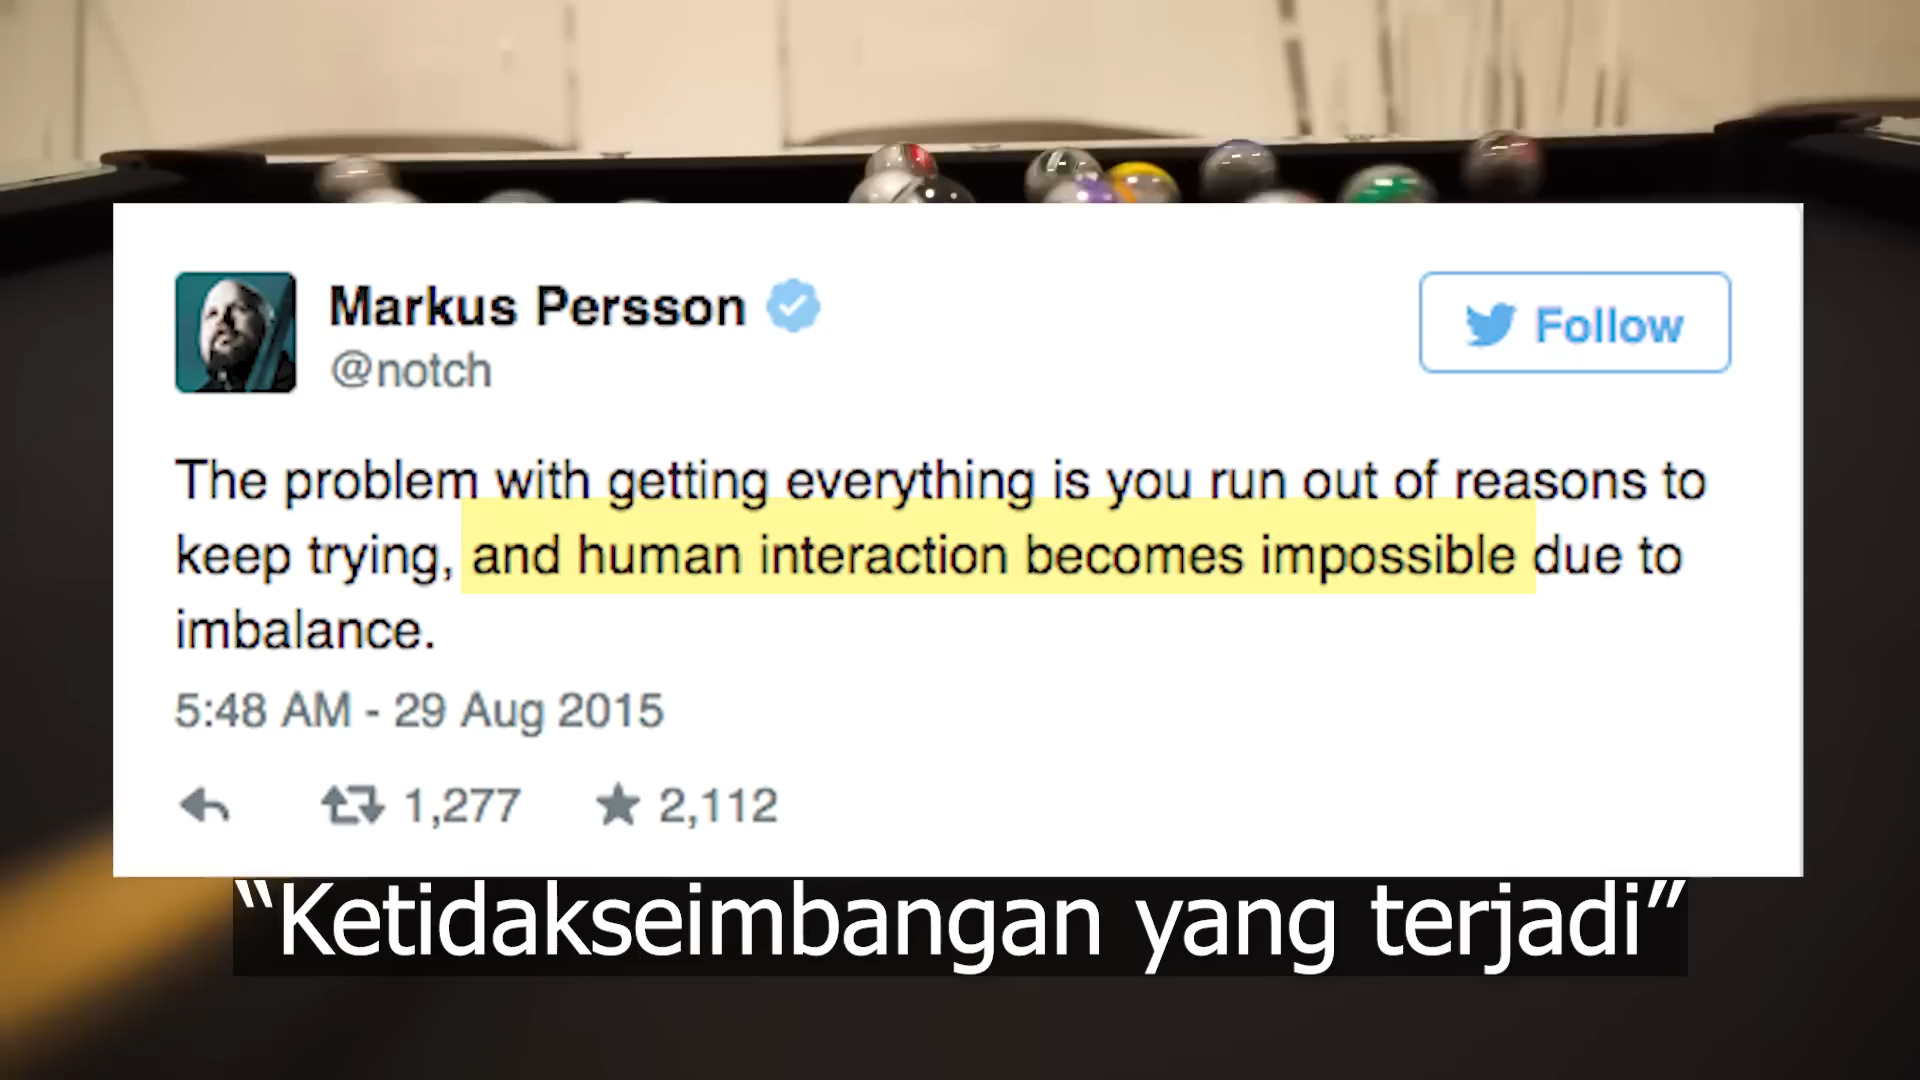 Markus Persson
@notch
Follow
The problem with getting everything is you run out of reasons to
keep trying, and human interaction becomes impossible due to
imbalance.
5:48 AM - 29 Aug 2015
1,277 2,112
“Ketidakseimbangan yang terjadi”